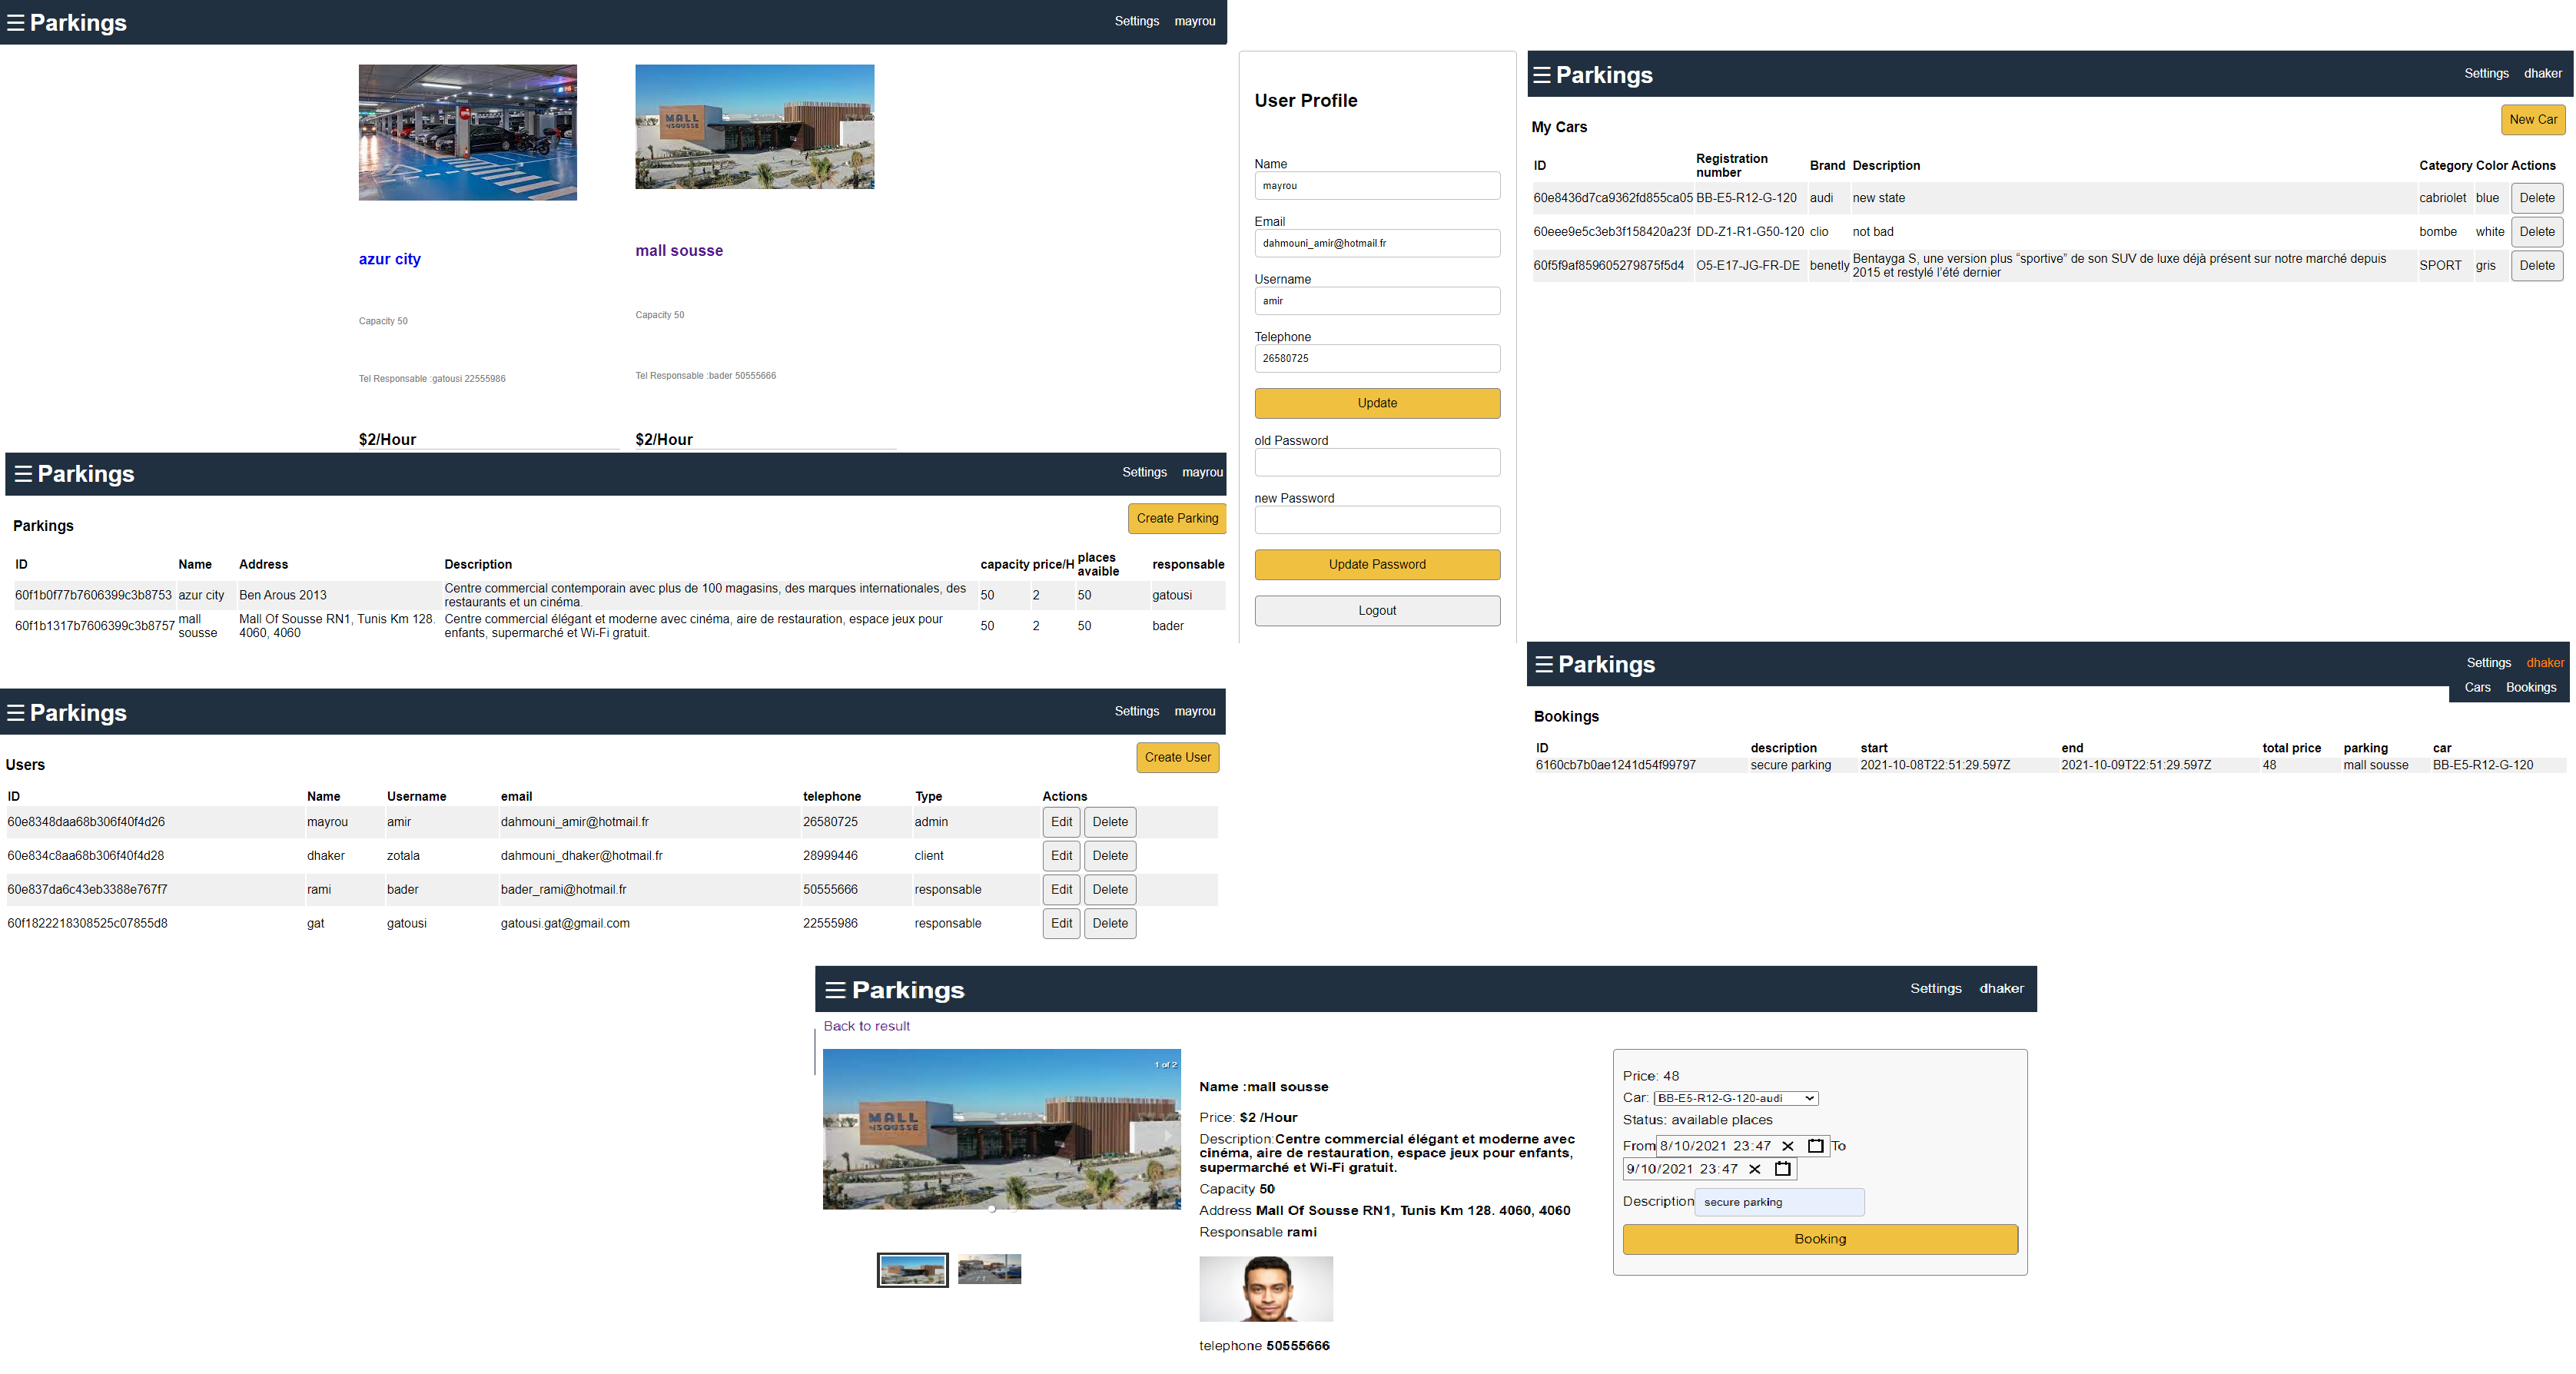 ☰ Parkings Settings mayrou
MALL
SOUSSE
azur city
mall sousse
Capacity 50
Capacity 50
Tel Responsable :gatousi 22555986
Tel Responsable :bader 50555666
$2/Hour
$2/Hour
☰ Parkings Settings mayrou
Parkings
Create Parking
ID Name Address Description capacity price/H places avaible responsable
60f1b0f77b7606399c3b8753 azur city Ben Arous 2013 Centre commercial contemporain avec plus de 100 magasins, des marques internationales, des
restaurants et un cinéma. 50 2 50 gatousi
60f1b1317b7606399c3b8757 mall sousse Mall Of Sousse RN1, Tunis Km 128. 4060, 4060 Centre commercial élégant et moderne avec cinéma, aire de restauration, espace jeux pour
enfants, supermarché et Wi-Fi gratuit. 50 2 50 bader
☰ Parkings Settings mayrou
Users
Create User
ID Name Username email telephone Type Actions
60e8348daa68b306f40f4d26 mayrou amir dahmouni_amir@hotmail.fr 26580725 admin Edit Delete
60e834c8aa68b306f40f4d28 dhaker zotala dahmouni_dhaker@hotmail.fr 28999446 client Edit Delete
60e837da6c43eb3388e767f7 rami bader bader_rami@hotmail.fr 50555666 responsable Edit Delete
60f1822218308525c07855d8 gat gatousi gatousi.gat@gmail.com 22555986 responsable Edit Delete
User Profile
Name
mayrou
Email
dahmouni_amir@hotmail.fr
Username
amir
Telephone
26580725
Update
old Password
new Password
Update Password
Logout
☰ Parkings Settings dhaker
My Cars
New Car
ID Registration number Brand Description Category Color Actions
60e8436d7ca9362fd855ca05 BB-E5-R12-G-120 audi new state cabriolet blue Delete
60eee9e5c3eb3f158420a23f DD-Z1-R1-G50-120 clio not bad bombe white Delete
60f5f9af859605279875f5d4 O5-E17-JG-FR-DE benetly Bentayga S, une version plus “sportive” de son SUV de luxe déjà présent sur notre marché depuis
2015 et restylé l’été dernier SPORT gris Delete
☰ Parkings Settings dhaker
Cars Bookings
Bookings
ID description start end total price parking car
6160cb7b0ae1241d54f99797 secure parking 2021-10-08T22:51:29.597Z 2021-10-09T22:51:29.597Z 48 mall sousse BB-E5-R12-G-120
☰ Parkings Settings dhaker
Back to result
1 of 2
MALL
SOUSSE
Name :mall sousse
Price: $2 /Hour
Description:Centre commercial élégant et moderne avec
cinéma, aire de restauration, espace jeux pour enfants,
supermarché et Wi-Fi gratuit.
Capacity 50
Address Mall Of Sousse RN1, Tunis Km 128. 4060, 4060
Responsable rami
telephone 50555666
Price: 48
Car: BB-E5-R12-G-120-audi
Status: available places
From 8/10/2021 23:47 To
9/10/2021 23:47
Description secure parking
Booking